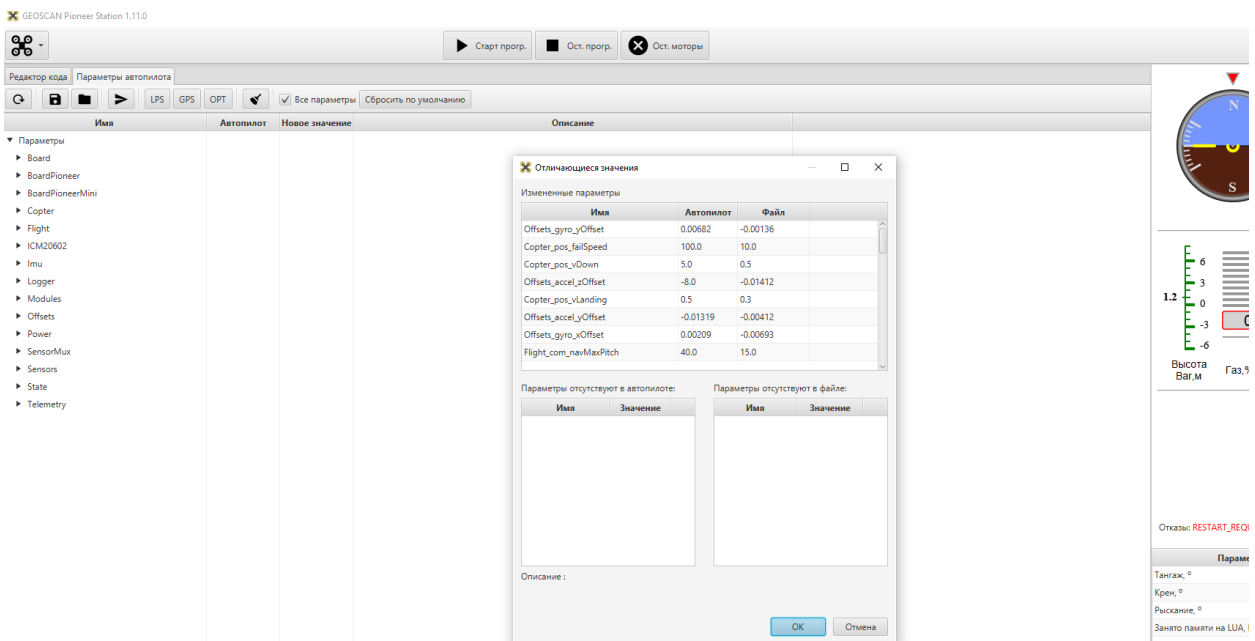 GEOSCAN Pioneer Station 1.11.0
Старт прогр. Ост. прогр. Ост. моторы
Редактор кода Параметры автопилота
LPS GPS OPT Все параметры Сбросить по умолчанию
Имя Автопилот Новое значение Описание
Параметры
Board
BoardPioneer
BoardPioneerMini
Copter
Flight
ICM20602
Imu
Logger
Modules
Offsets
Power
SensorMux
Sensors
State
Telemetry
Отличающиеся значения
Измененные параметры
Имя Автопилот Файл
Offsets_gyro_yOffset 0.00682 -0.00136
Copter_pos_failSpeed 100.0 10.0
Copter_pos_vDown 5.0 0.5
Offsets_accel_zOffset -8.0 -0.01412
Copter_pos_vLanding 0.5 0.3
Offsets_accel_yOffset -0.01319 -0.00412
Offsets_gyro_xOffset 0.00209 -0.00693
Flight_com_navMaxPitch 40.0 15.0
Параметры отсутствуют в автопилоте: Параметры отсутствуют в файле:
Имя Значение Имя Значение
Описание :
OK Отмена
N
S
6
3
1.2 0
-3
-6
Высота
Bar,м
Газ,%
Отказы:
Тангаж, °
Крен, °
Рыскание, °
Занято памяти на LUA,